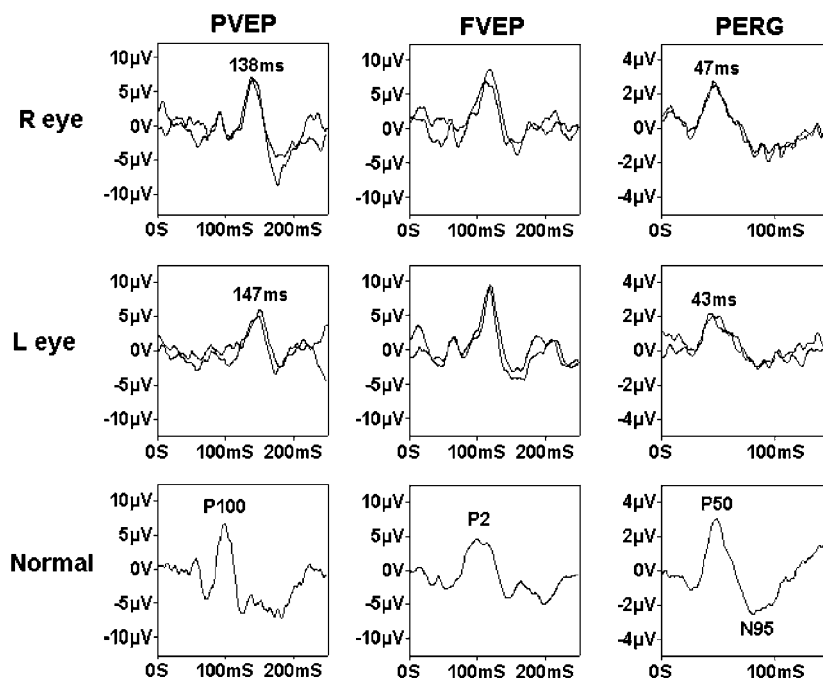 PVEP FVEP PERG
R eye
10µV
5µV
0V
-5µV
-10µV
138ms
0S 100mS 200mS
10µV
5µV
0V
-5µV
-10µV
0S 100mS 200mS
4µV
2µV
0V
-2µV
-4µV
47ms
0S 100mS
L eye
10µV
5µV
0V
-5µV
-10µV
147ms
0S 100mS 200mS
10µV
5µV
0V
-5µV
-10µV
0S 100mS 200mS
4µV
2µV
0V
-2µV
-4µV
43ms
0S 100mS
Normal
10µV
5µV
0V
-5µV
-10µV
P100
0S 100mS 200mS
10µV
5µV
0V
-5µV
-10µV
P2
0S 100mS 200mS
4µV
2µV
0V
-2µV
-4µV
P50
N95
0S 100mS